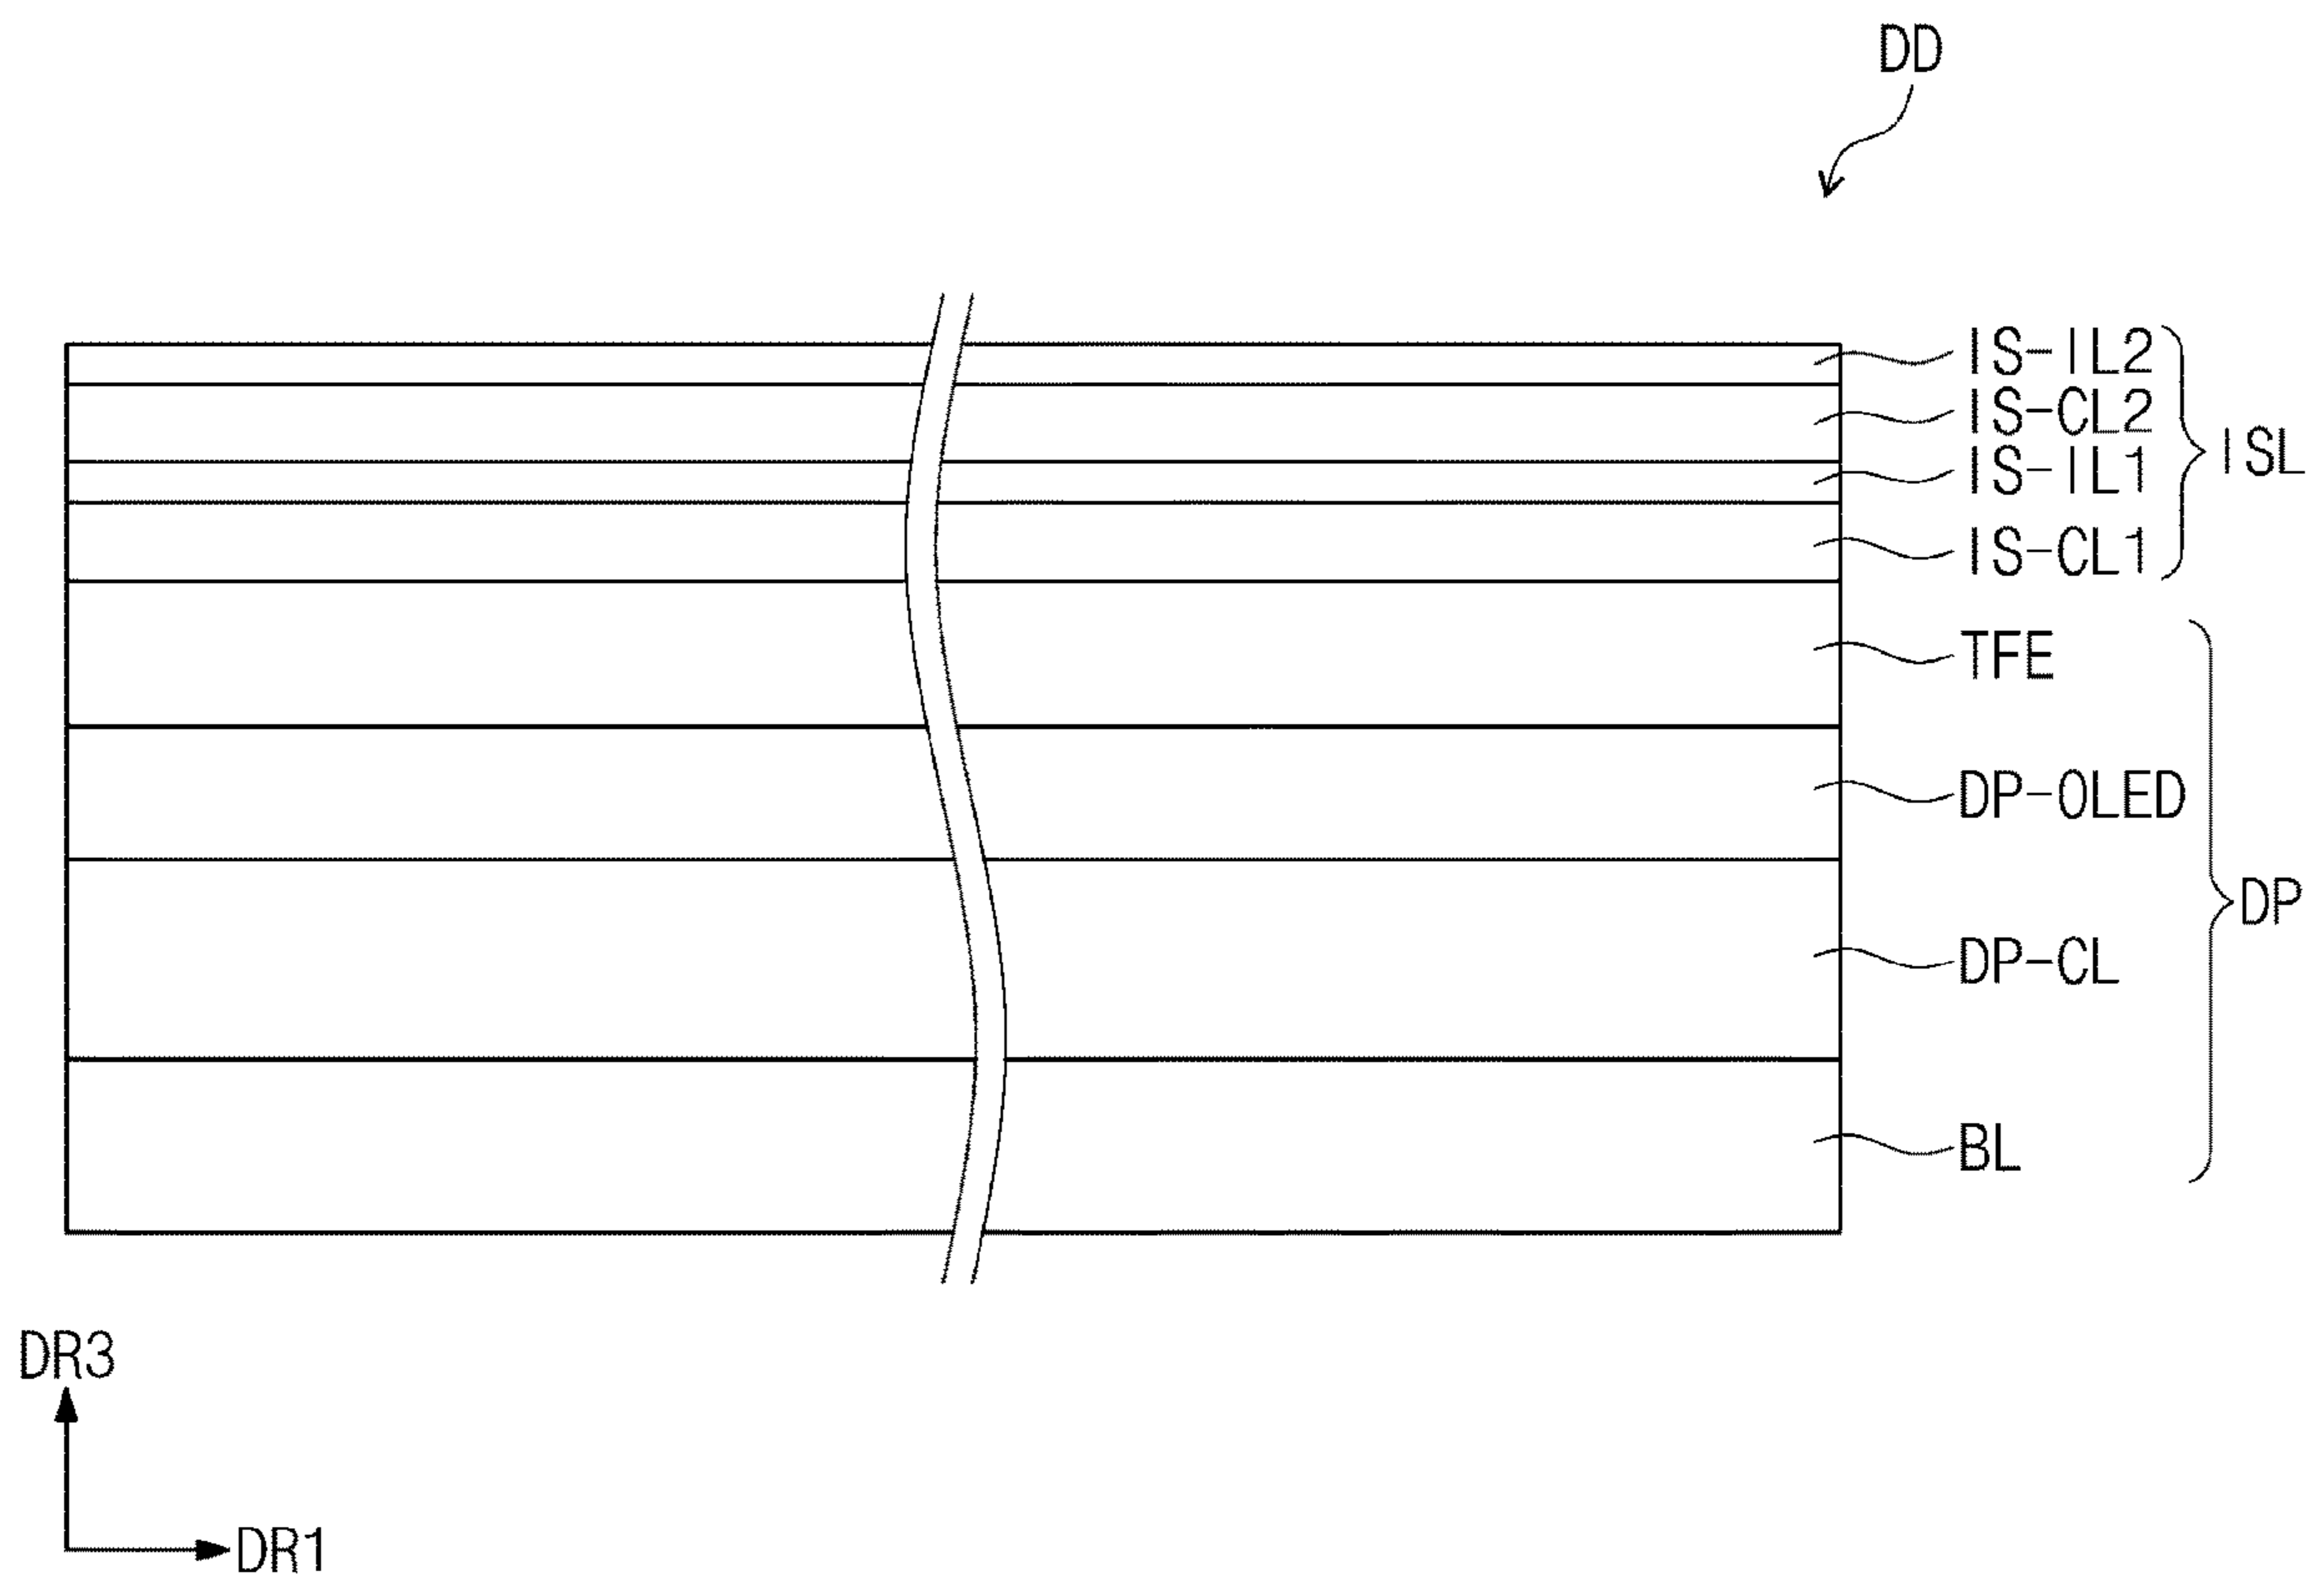 DD
IS-IL2
IS-CL2
IS-IL1
ISL
IS-CL1
TFE
DP-OLED
DP
DP-CL
BL
DR3
DR1